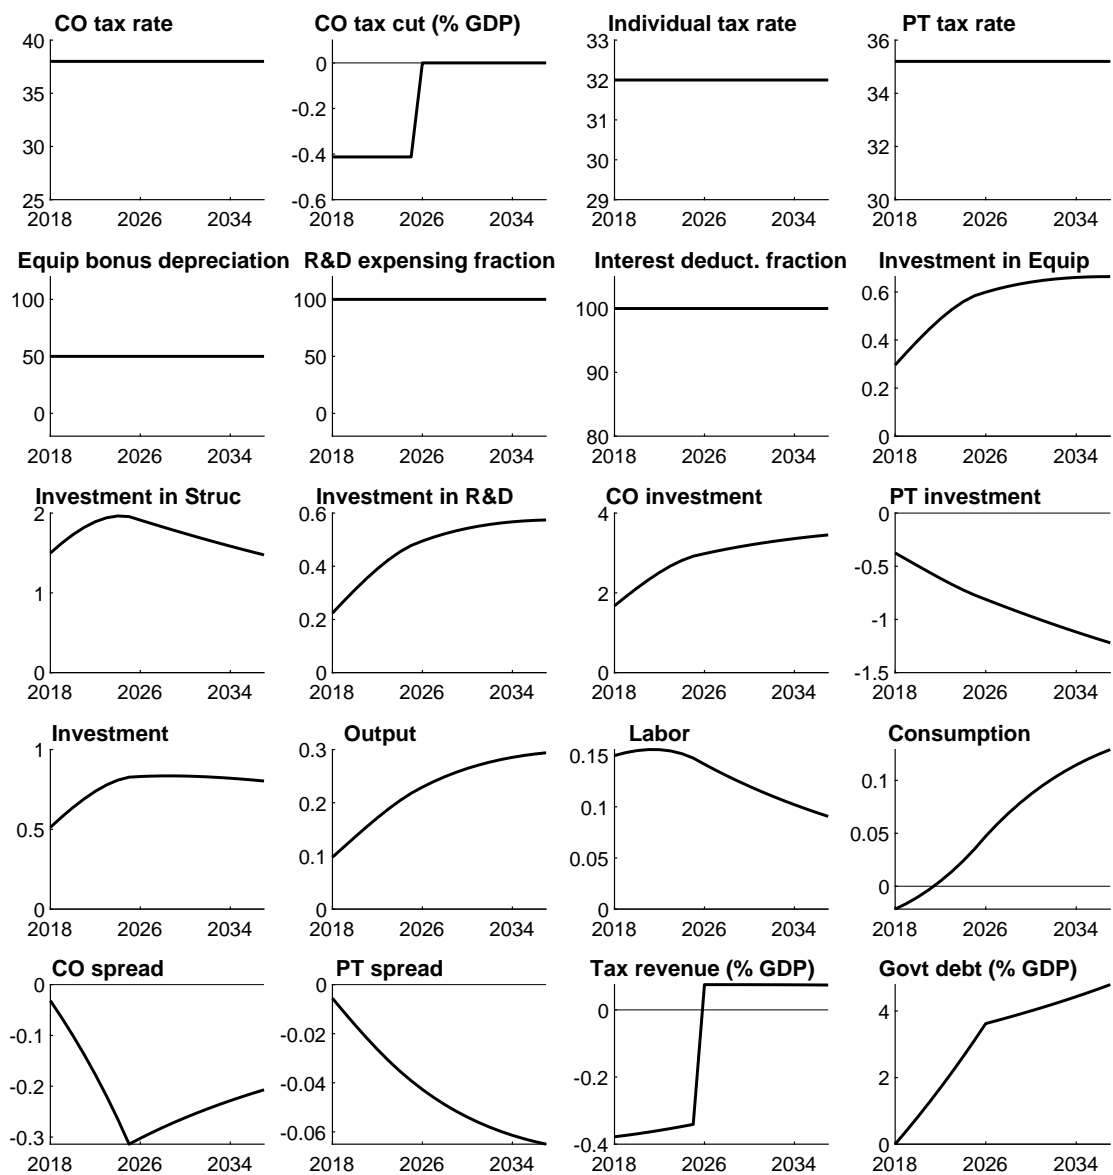 CO tax rate
40
35
30
25
2018 2026 2034
CO tax cut (% GDP)
0
-0.2
-0.4
-0.6
2018 2026 2034
Individual tax rate
33
32
31
30
29
2018 2026 2034
PT tax rate
36
34
32
30
2018 2026 2034
Equip bonus depreciation
100
50
0
2018 2026 2034
R&D expensing fraction
100
50
0
2018 2026 2034
Interest deduct. fraction
100
90
80
2018 2026 2034
Investment in Equip
0.6
0.4
0.2
0
2018 2026 2034
Investment in Struc
2
1
0
2018 2026 2034
Investment in R&D
0.6
0.4
0.2
0
2018 2026 2034
CO investment
4
2
0
2018 2026 2034
PT investment
0
-0.5
-1
-1.5
2018 2026 2034
Investment
1
0.5
0
2018 2026 2034
Output
0.3
0.2
0.1
0
2018 2026 2034
Labor
0.15
0.1
0.05
0
2018 2026 2034
Consumption
0.1
0.05
0
2018 2026 2034
CO spread
0
-0.1
-0.2
-0.3
2018 2026 2034
PT spread
0
-0.02
-0.04
-0.06
2018 2026 2034
Tax revenue (% GDP)
0
-0.2
-0.4
2018 2026 2034
Govt debt (% GDP)
4
2
0
2018 2026 2034